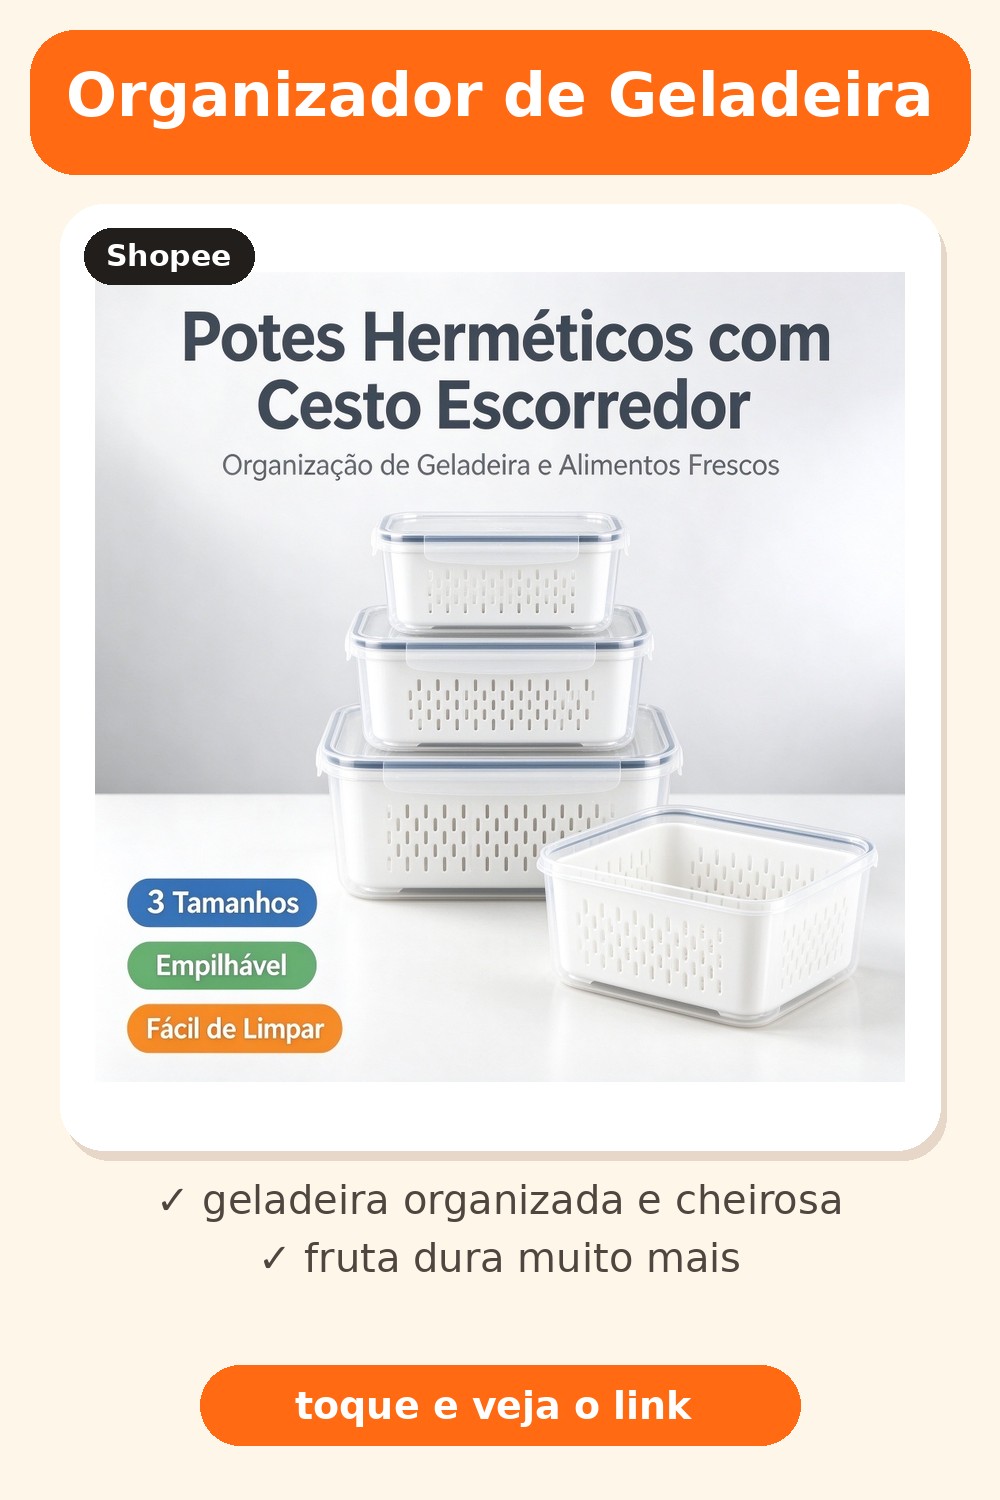 Organizador de Geladeira
Shopee
Potes Herméticos com
Cesto Escorredor
Organização de Geladeira e Alimentos Frescos
3 Tamanhos
Empilhável
Fácil de Limpar
✓ geladeira organizada e cheirosa
✓ fruta dura muito mais
toque e veja o link